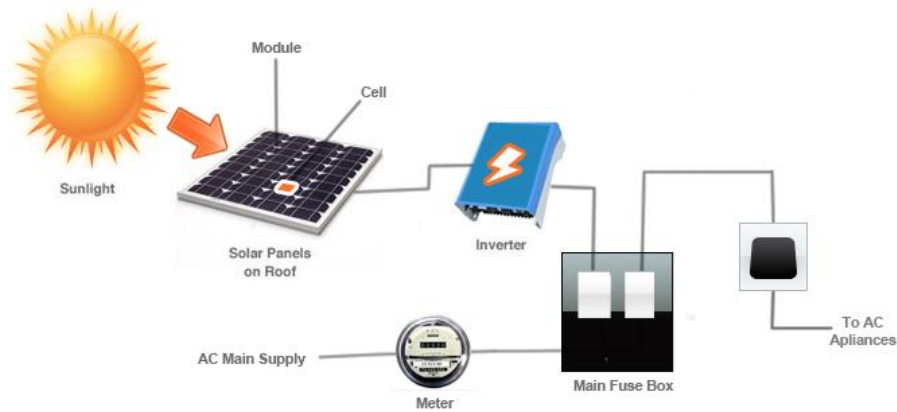 Module
Cell
Sunlight
Solar Panels
on Roof
Inverter
To AC
Apliances
AC Main Supply
Main Fuse Box
Meter